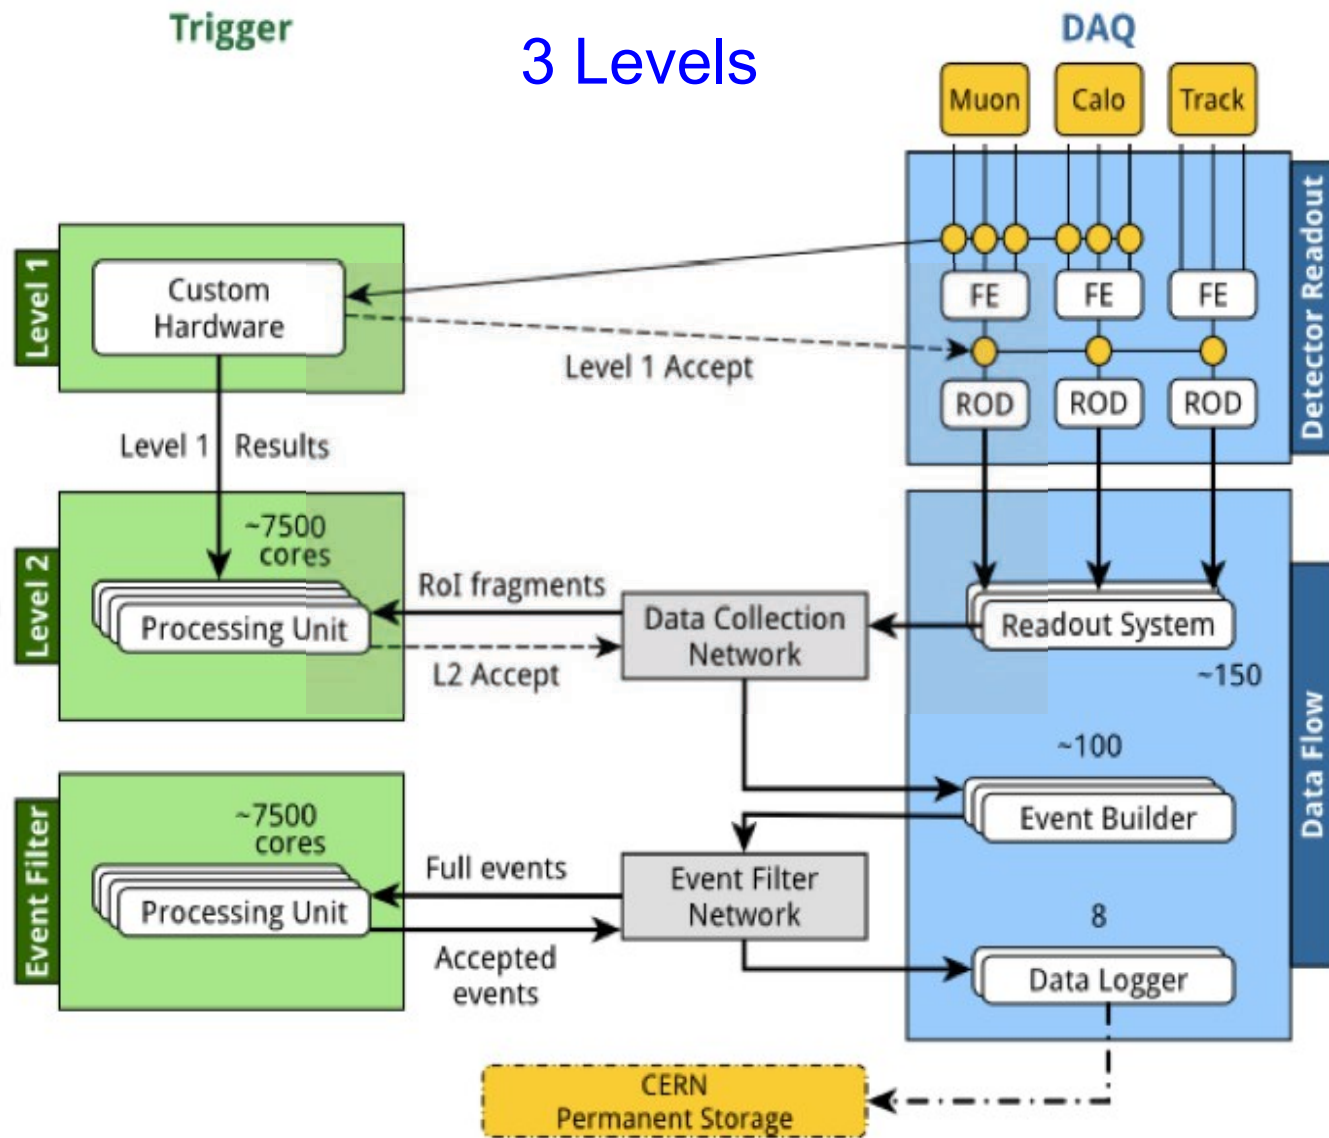 Trigger
3 Levels
DAQ
Muon
Calo
Track
Detector Readout
Level 1
Custom
Hardware
FE
FE
FE
Level 1 Accept
ROD
ROD
ROD
Level 1 Results
Level 2
~7500
cores
Processing Unit
RoI fragments
L2 Accept
Data Collection
Network
Readout System
~150
Data Flow
~100
Event Builder
Event Filter
~7500
cores
Processing Unit
Full events
Accepted
events
Event Filter
Network
8
Data Logger
CERN
Permanent Storage